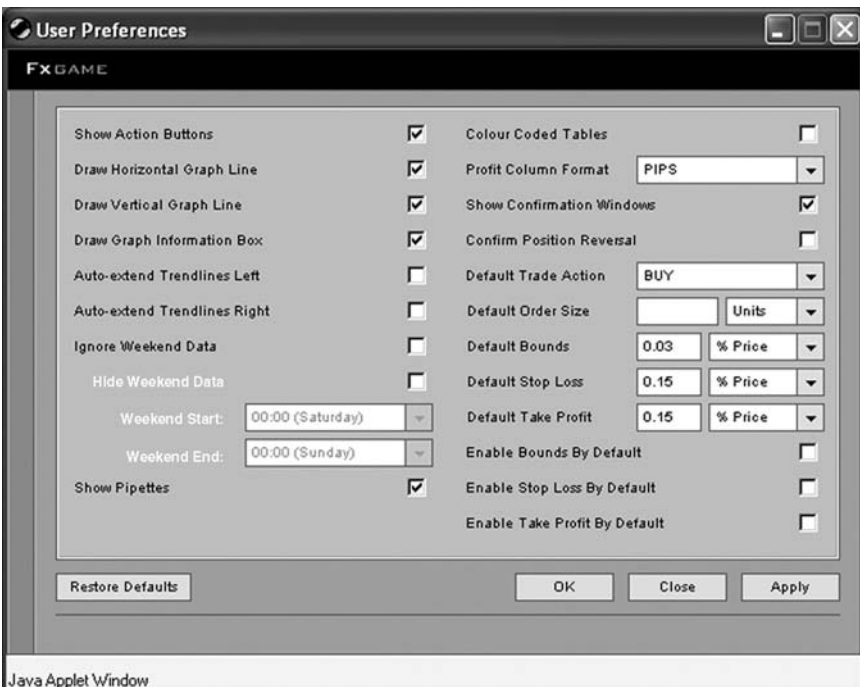 User Preferences
FXGAME
Show Action Buttons
Draw Horizontal Graph Line
Draw Vertical Graph Line
Draw Graph Information Box
Auto-extend Trendlines Left
Auto-extend Trendlines Right
Ignore Weekend Data
Hide Weekend Data
Weekend Start: 00:00 (Saturday)
Weekend End: 00:00 (Sunday)
Show Pipettes
Colour Coded Tables
Profit Column Format PIPS
Show Confirmation Windows
Confirm Position Reversal
Default Trade Action BUY
Default Order Size Units
Default Bounds 0.03 % Price
Default Stop Loss 0.15 % Price
Default Take Profit 0.15 % Price
Enable Bounds By Default
Enable Stop Loss By Default
Enable Take Profit By Default
Restore Defaults OK Close Apply
Java Applet Window